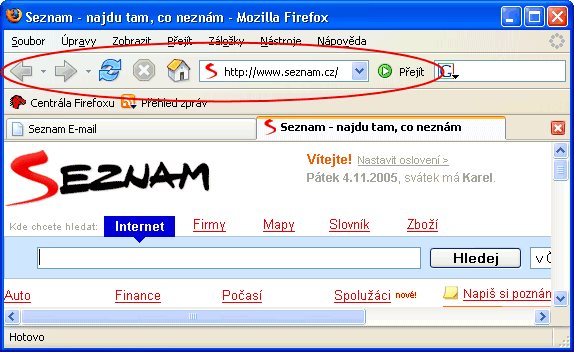 Seznam - najdu tam, co neznám - Mozilla Firefox
Soubor Úpravy Zobrazit Přejít Záložky Nástroje Nápověda
http://www.seznam.cz/ Přejít G
Centrála Firefoxu Přehled zpráv
Seznam E-mail Seznam - najdu tam, co neznám
SEZNAM
Vítejte! Nastavit oslovení >
Pátek 4.11.2005, svátek má Karel.
Kde chcete hledat: Internet Firmy Mapy Slovník Zboží
Hledej v Č
Auto Finance Počasí Spolužáci nové! Napiš si poznán
Hotovo